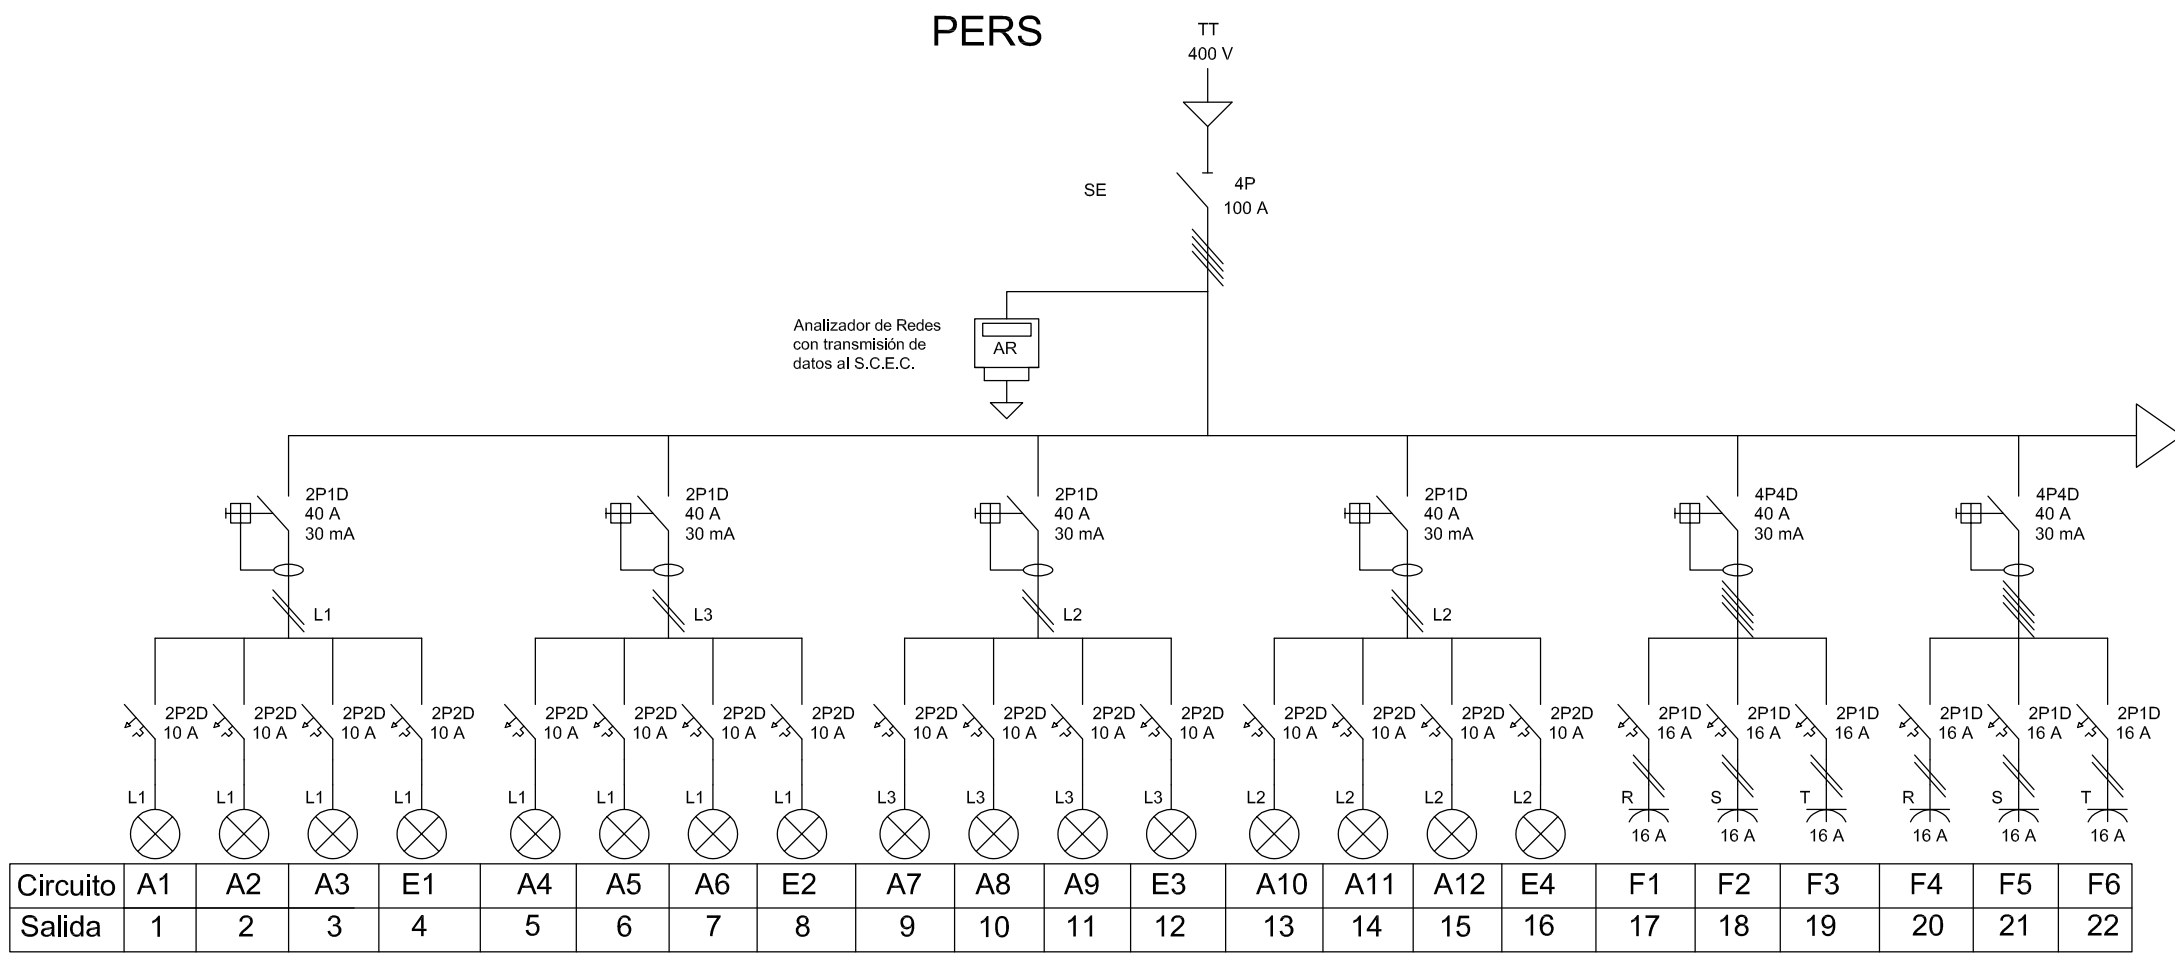 PERS
TT
400 V
SE
4P
100 A
Analizador de Redes
con transmisión de
datos al S.C.E.C.
AR
2P1D
40 A
30 mA
2P1D
40 A
30 mA
2P1D
40 A
30 mA
2P1D
40 A
30 mA
4P4D
40 A
30 mA
4P4D
40 A
30 mA
L1
L3
L2
L2
2P2D
10 A
2P2D
10 A
2P2D
10 A
2P2D
10 A
2P2D
10 A
2P2D
10 A
2P2D
10 A
2P2D
10 A
2P2D
10 A
2P2D
10 A
2P2D
10 A
2P2D
10 A
2P2D
10 A
2P2D
10 A
2P2D
10 A
2P2D
10 A
2P1D
16 A
2P1D
16 A
2P1D
16 A
2P1D
16 A
2P1D
16 A
2P1D
16 A
L1 L1 L1 L1 L1 L1 L1 L1 L3 L3 L3 L3 L2 L2 L2 L2 R S T R S T
16 A 16 A 16 A 16 A 16 A 16 A
Circuito A1 A2 A3 E1 A4 A5 A6 E2 A7 A8 A9 E3 A10 A11 A12 E4 F1 F2 F3 F4 F5 F6
Salida 1 2 3 4 5 6 7 8 9 10 11 12 13 14 15 16 17 18 19 20 21 22